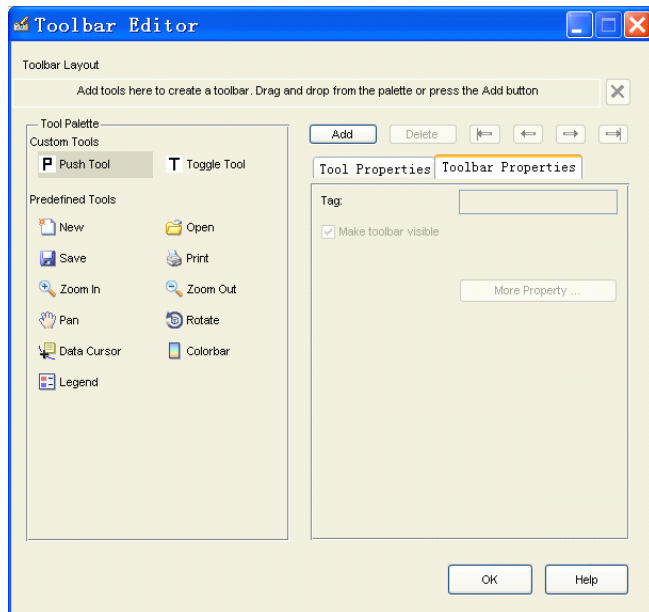 Toolbar Editor
Toolbar Layout
Add tools here to create a toolbar. Drag and drop from the palette or press the Add button
Tool Palette
Custom Tools
P Push Tool
T Toggle Tool
Predefined Tools
New
Open
Save
Print
Zoom In
Zoom Out
Pan
Rotate
Data Cursor
Colorbar
Legend
Add
Delete
Tool Properties
Toolbar Properties
Tag:
Make toolbar visible
More Property ...
OK
Help